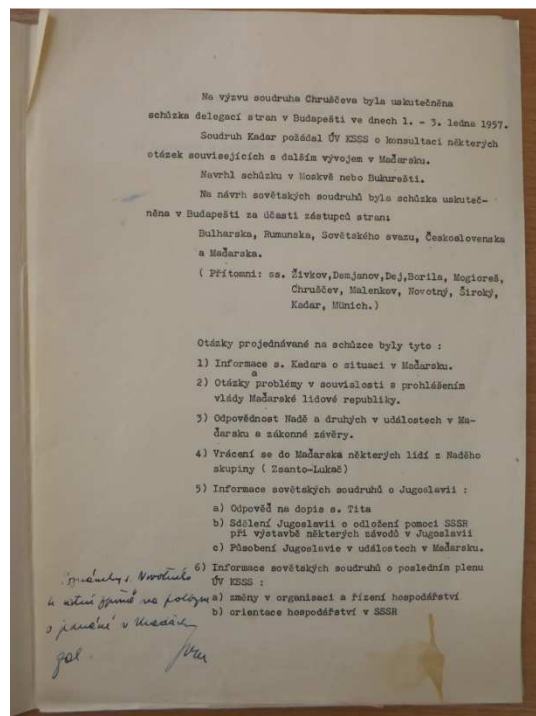 Na výzvu soudruha Chruščeva byla uskutečněna
schůzka delegací stran v Budapešti ve dnech 1. - 3. ledna 1957.
Soudruh Kadar požádal ÚV KSSS o konsultaci některých
otázek souvisejících s dalším vývojem v Maďarsku.
Navrhl schůzku v Moskvě nebo Bukurešti.
Na návrh sovětských soudruhů byla schůzka uskuteč-
něna v Budapešti za účasti zástupců stran:
Bulharska, Rumunska, Sovětského svazu, Československa
a Maďarska.
( Přítomni: ss. Živkov,Demjanov,Dej,Borila, Mogioreš,
Chruščev, Malenkov, Novotný, Široký,
Kadar, Münich.)
Otázky projednávané na schůzce byly tyto :
1) Informace s. Kadara o situaci v Maďarsku.
2) Otázky a problémy v souvislosti s prohlášením
vlády Maďarské lidové republiky.
3) Odpovědnost Nadě a druhých v událostech v Ma-
ďarsku a zákonné závěry.
4) Vrácení se do Maďarska některých lidí z Naďého
skupiny ( Zsanto-Lukač)
5) Informace sovětských soudruhů o Jugoslavii :
a) Odpověď na dopis s. Tita
b) Sdělení Jugoslavii o odložení pomoci SSSR
při výstavbě některých závodů v Jugoslavii
c) Působení Jugoslavie v událostech v Maďarsku.
6) Informace sovětských soudruhů o posledním plenu
ÚV KSSS :
a) změny v organisaci a řízení hospodářství
b) orientace hospodářství v SSSR
s. Novotného
k ústní zprávě na
o jednání v